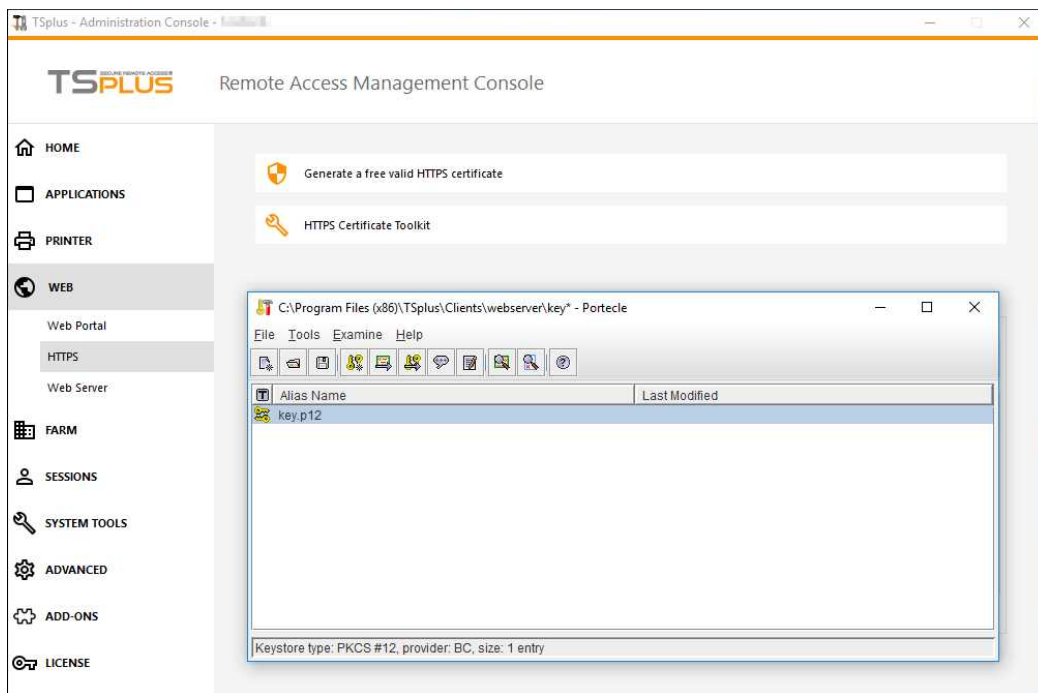 TSplus - Administration Console -
TSPLUS
SECURE REMOTE ACCESS
Remote Access Management Console
HOME
APPLICATIONS
PRINTER
WEB
Web Portal
HTTPS
Web Server
FARM
SESSIONS
SYSTEM TOOLS
ADVANCED
ADD-ONS
LICENSE
Generate a free valid HTTPS certificate
HTTPS Certificate Toolkit
C:\Program Files (x86)\TSplus\Clients\webserver\key* - Portecle
File Tools Examine Help
T Alias Name Last Modified
key.p12
Keystore type: PKCS #12, provider: BC, size: 1 entry